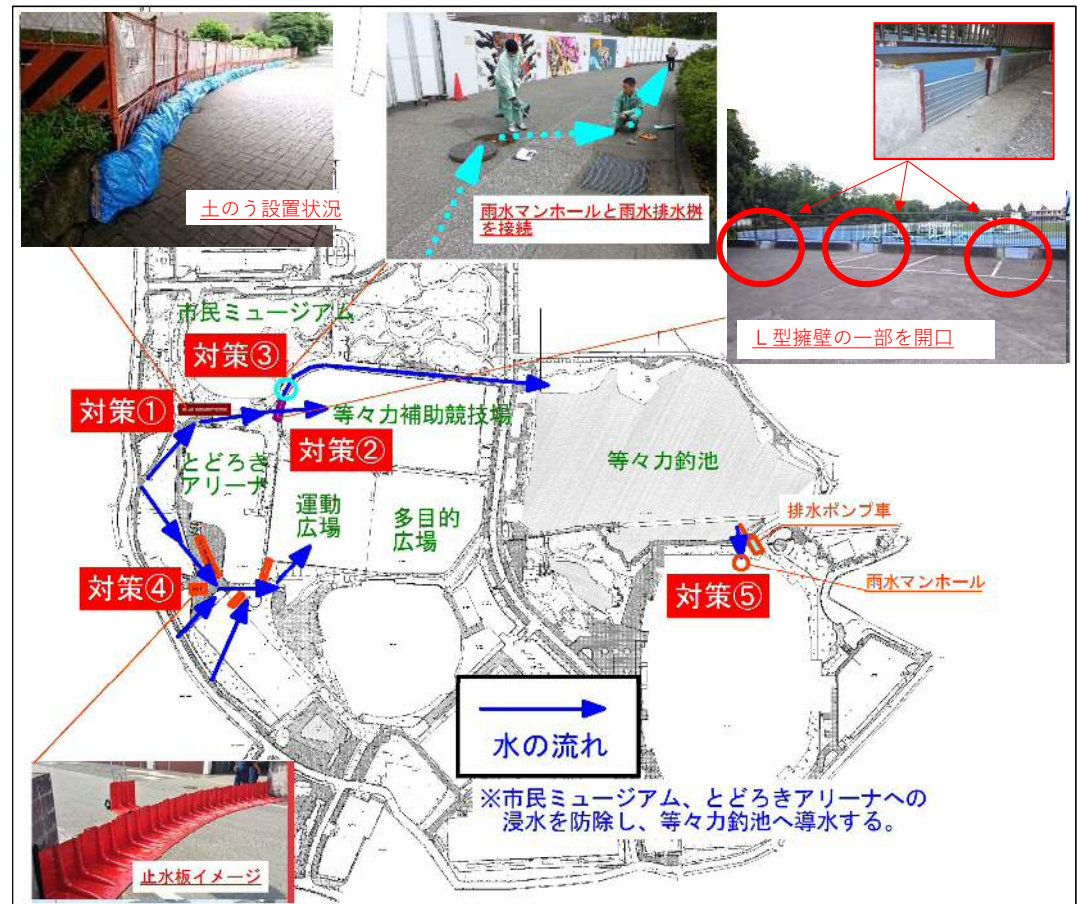 土のう設置状況
雨水マンホールと雨水排水桝
を接続
Ｌ型擁壁の一部を開口
市民ミュージアム
対策③
対策①
等々力補助競技場
対策②
とどろき
アリーナ
運動
広場
多目的
広場
等々力釣池
排水ポンプ車
雨水マンホール
対策④
対策⑤
水の流れ
※市民ミュージアム、とどろきアリーナへの
浸水を防除し、等々力釣池へ導水する。
止水板イメージ